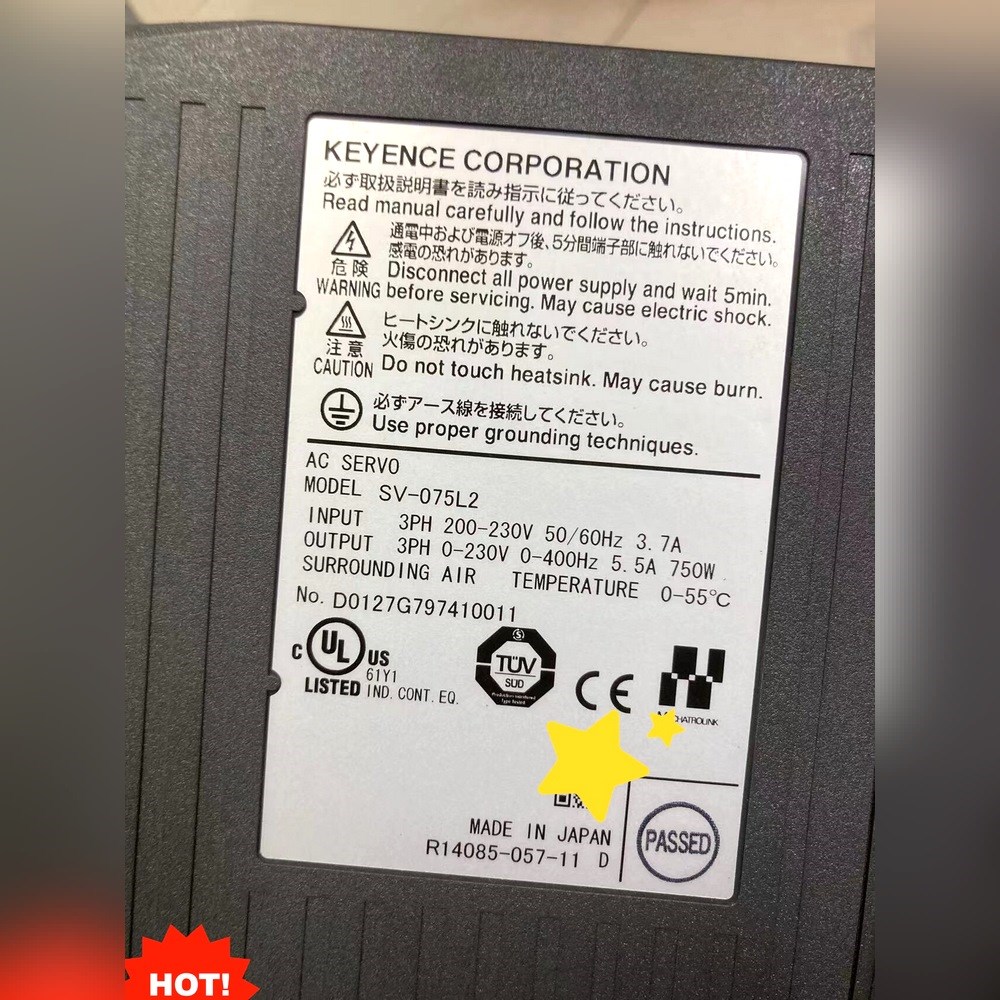 KEYENCE CORPORATION
必ず取扱説明書を読み指示に従ってください。
Read manual carefully and follow the instructions.
危険
WARNING
通電中および電源オフ後、5分間端子部に触れないでください。
感電の恐れがあります。
Disconnect all power supply and wait 5min.
before servicing. May cause electric shock.
注意
CAUTION
ヒートシンクに触れないでください。
火傷の恐れがあります。
Do not touch heatsink. May cause burn.
必ずアース線を接続してください。
Use proper grounding techniques.
AC SERVO
MODEL SV-075L2
INPUT 3PH 200-230V 50/60Hz 3.7A
OUTPUT 3PH 0-230V 0-400Hz 5.5A 750W
SURROUNDING AIR TEMPERATURE 0-55℃
No. D0127G797410011
C UL US
LISTED
61Y1
IND. CONT. EQ.
TÜV
SÜD
Production monitored
Type Tested
CE
MADE IN JAPAN
R14085-057-11 D
PASSED
HOT!